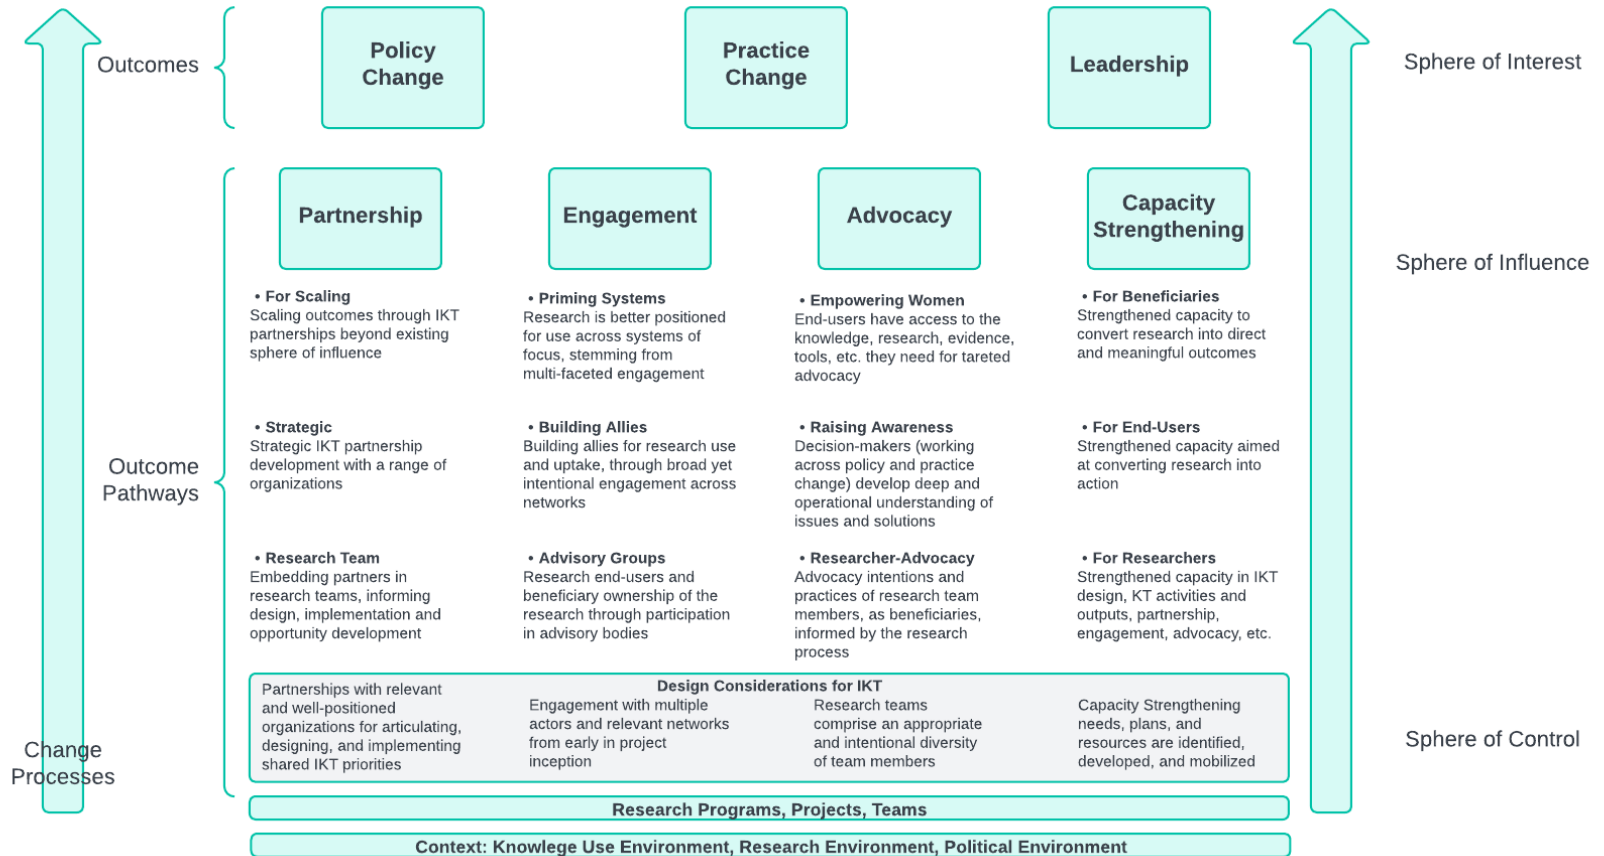 Outcomes
Policy
Change
Practice
Change
Leadership
Sphere of Interest
Partnership
Engagement
Advocacy
Capacity
Strengthening
Sphere of Influence
• For Scaling
Scaling outcomes through IKT
partnerships beyond existing
sphere of influence
• Priming Systems
Research is better positioned
for use across systems of
focus, stemming from
multi-faceted engagement
• Empowering Women
End-users have access to the
knowledge, research, evidence,
tools, etc. they need for tareted
advocacy
• For Beneficiaries
Strengthened capacity to
convert research into direct
and meaningful outcomes
Outcome
Pathways
• Strategic
Strategic IKT partnership
development with a range of
organizations
• Building Allies
Building allies for research use
and uptake, through broad yet
intentional engagement across
networks
• Raising Awareness
Decision-makers (working
across policy and practice
change) develop deep and
operational understanding of
issues and solutions
• For End-Users
Strengthened capacity aimed
at converting research into
action
• Research Team
Embedding partners in
research teams, informing
design, implementation and
opportunity development
• Advisory Groups
Research end-users and
beneficiary ownership of the
research through participation
in advisory bodies
• Researcher-Advocacy
Advocacy intentions and
practices of research team
members, as beneficiaries,
informed by the research
process
• For Researchers
Strengthened capacity in IKT
design, KT activities and
outputs, partnership,
engagement, advocacy, etc.
Change
Processes
Design Considerations for IKT
Partnerships with relevant
and well-positioned
organizations for articulating,
designing, and implementing
shared IKT priorities
Engagement with multiple
actors and relevant networks
from early in project
inception
Research teams
comprise an appropriate
and intentional diversity
of team members
Capacity Strengthening
needs, plans, and
resources are identified,
developed, and mobilized
Sphere of Control
Research Programs, Projects, Teams
Context: Knowlege Use Environment, Research Environment, Political Environment